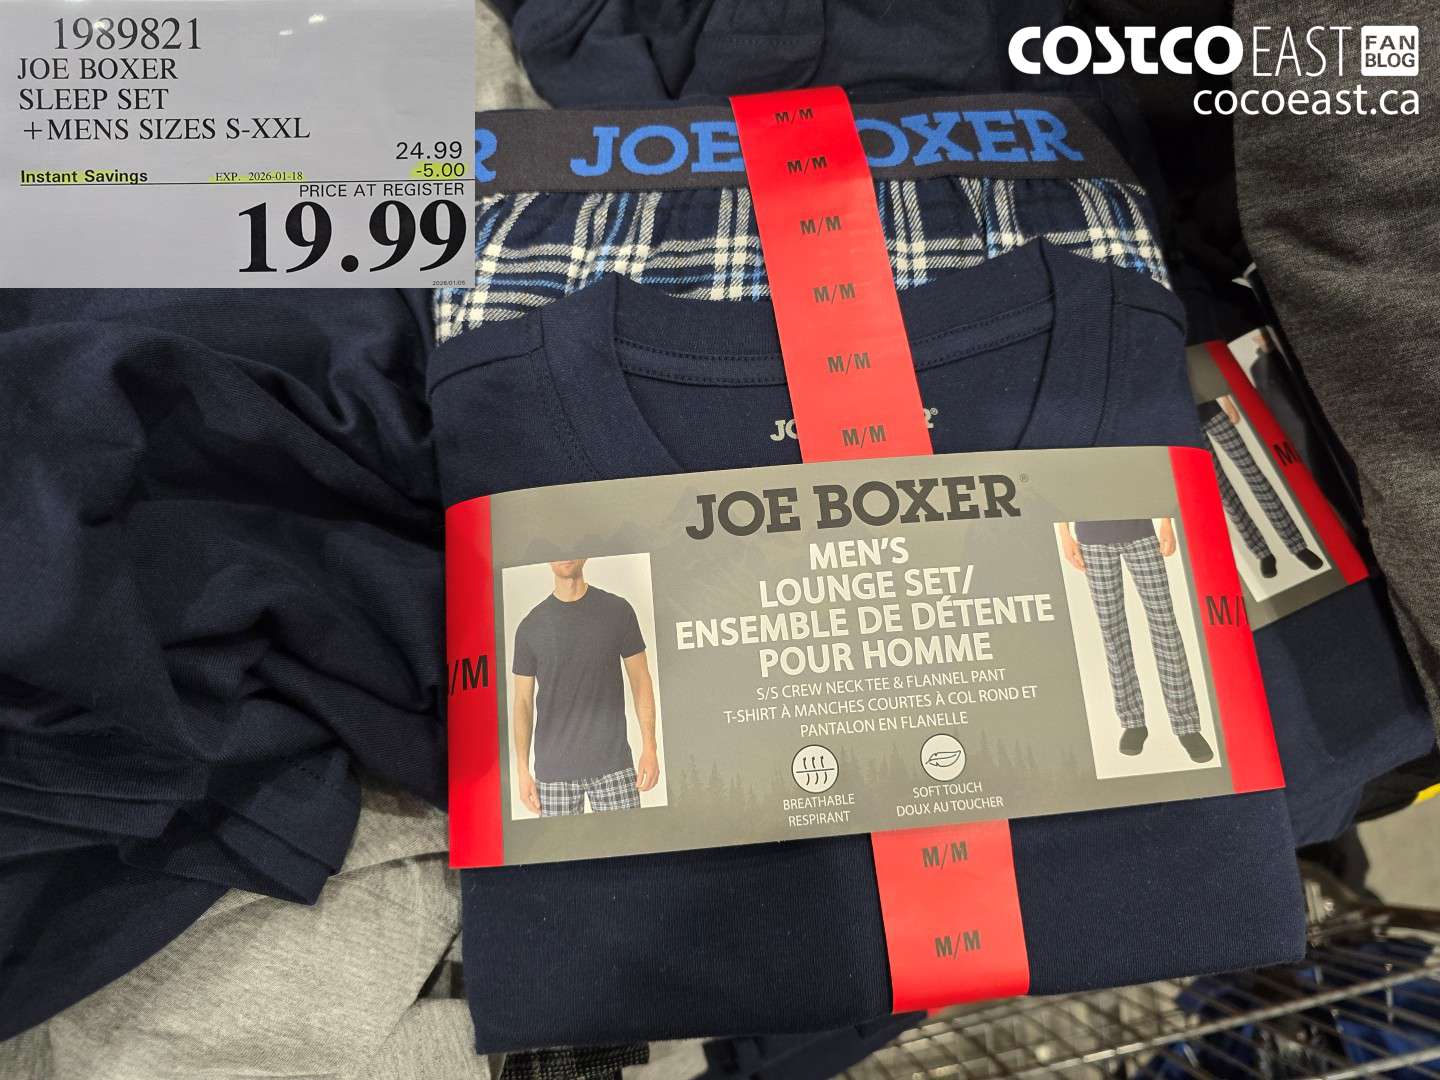 1989821
JOE BOXER
SLEEP SET
+MENS SIZES S-XXL
24.99
Instant Savings EXP. 2026-01-18 -5.00
PRICE AT REGISTER
19.99
COSTCO EAST FAN BLOG
cocoeast.ca
R JOE BOXER
M/M
M/M
M/M
M/M
M/M
M/M
JOE BOXER®
MEN'S
LOUNGE SET/
ENSEMBLE DE DÉTENTE
POUR HOMME
S/S CREW NECK TEE & FLANNEL PANT
T-SHIRT À MANCHES COURTES À COL ROND ET
PANTALON EN FLANELLE
BREATHABLE
RESPIRANT
SOFT TOUCH
DOUX AU TOUCHER
/M
M/
M
M/M
M/M